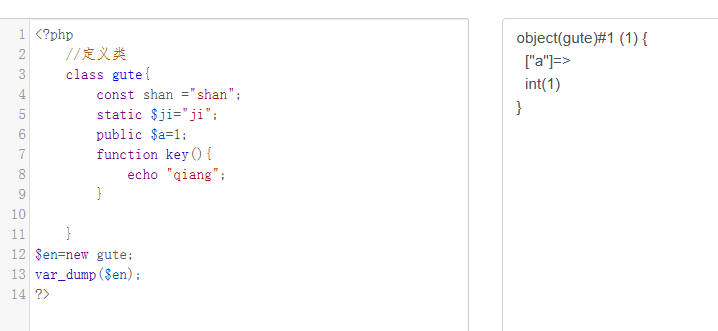 1 <?php
2 //定义类
3 class gute{
4 const shan ="shan";
5 static $ji="ji";
6 public $a=1;
7 function key(){
8 echo "qiang";
9 }
10
11 }
12 $en=new gute;
13 var_dump($en);
14 ?>
object(gute)#1 (1) {
["a"]=>
int(1)
}